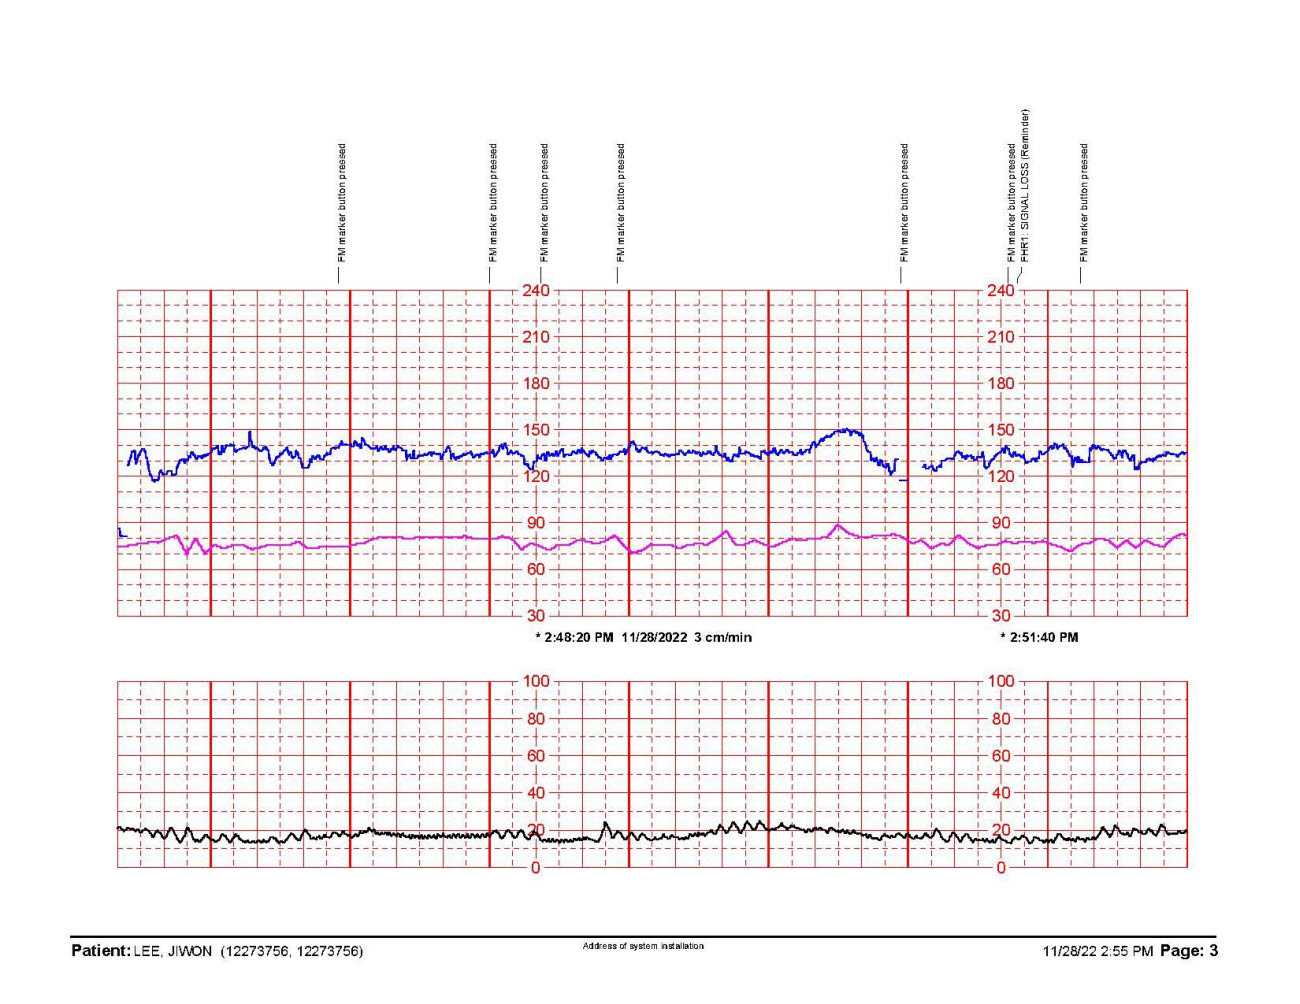 FM marker button pressed
FM marker button pressed
FM marker button pressed
FM marker button pressed
FM marker button pressed
FM marker button pressed
FHR1: SIGNAL LOSS (Reminder)
FM marker button pressed
240 240
210 210
180 180
150 150
120 120
90 90
60 60
30 30
* 2:48:20 PM 11/28/2022 3 cm/min * 2:51:40 PM
100 100
80 80
60 60
40 40
20 20
0 0
Patient: LEE, JIWON (12273756, 12273756) Address of system installation 11/28/22 2:55 PM Page: 3